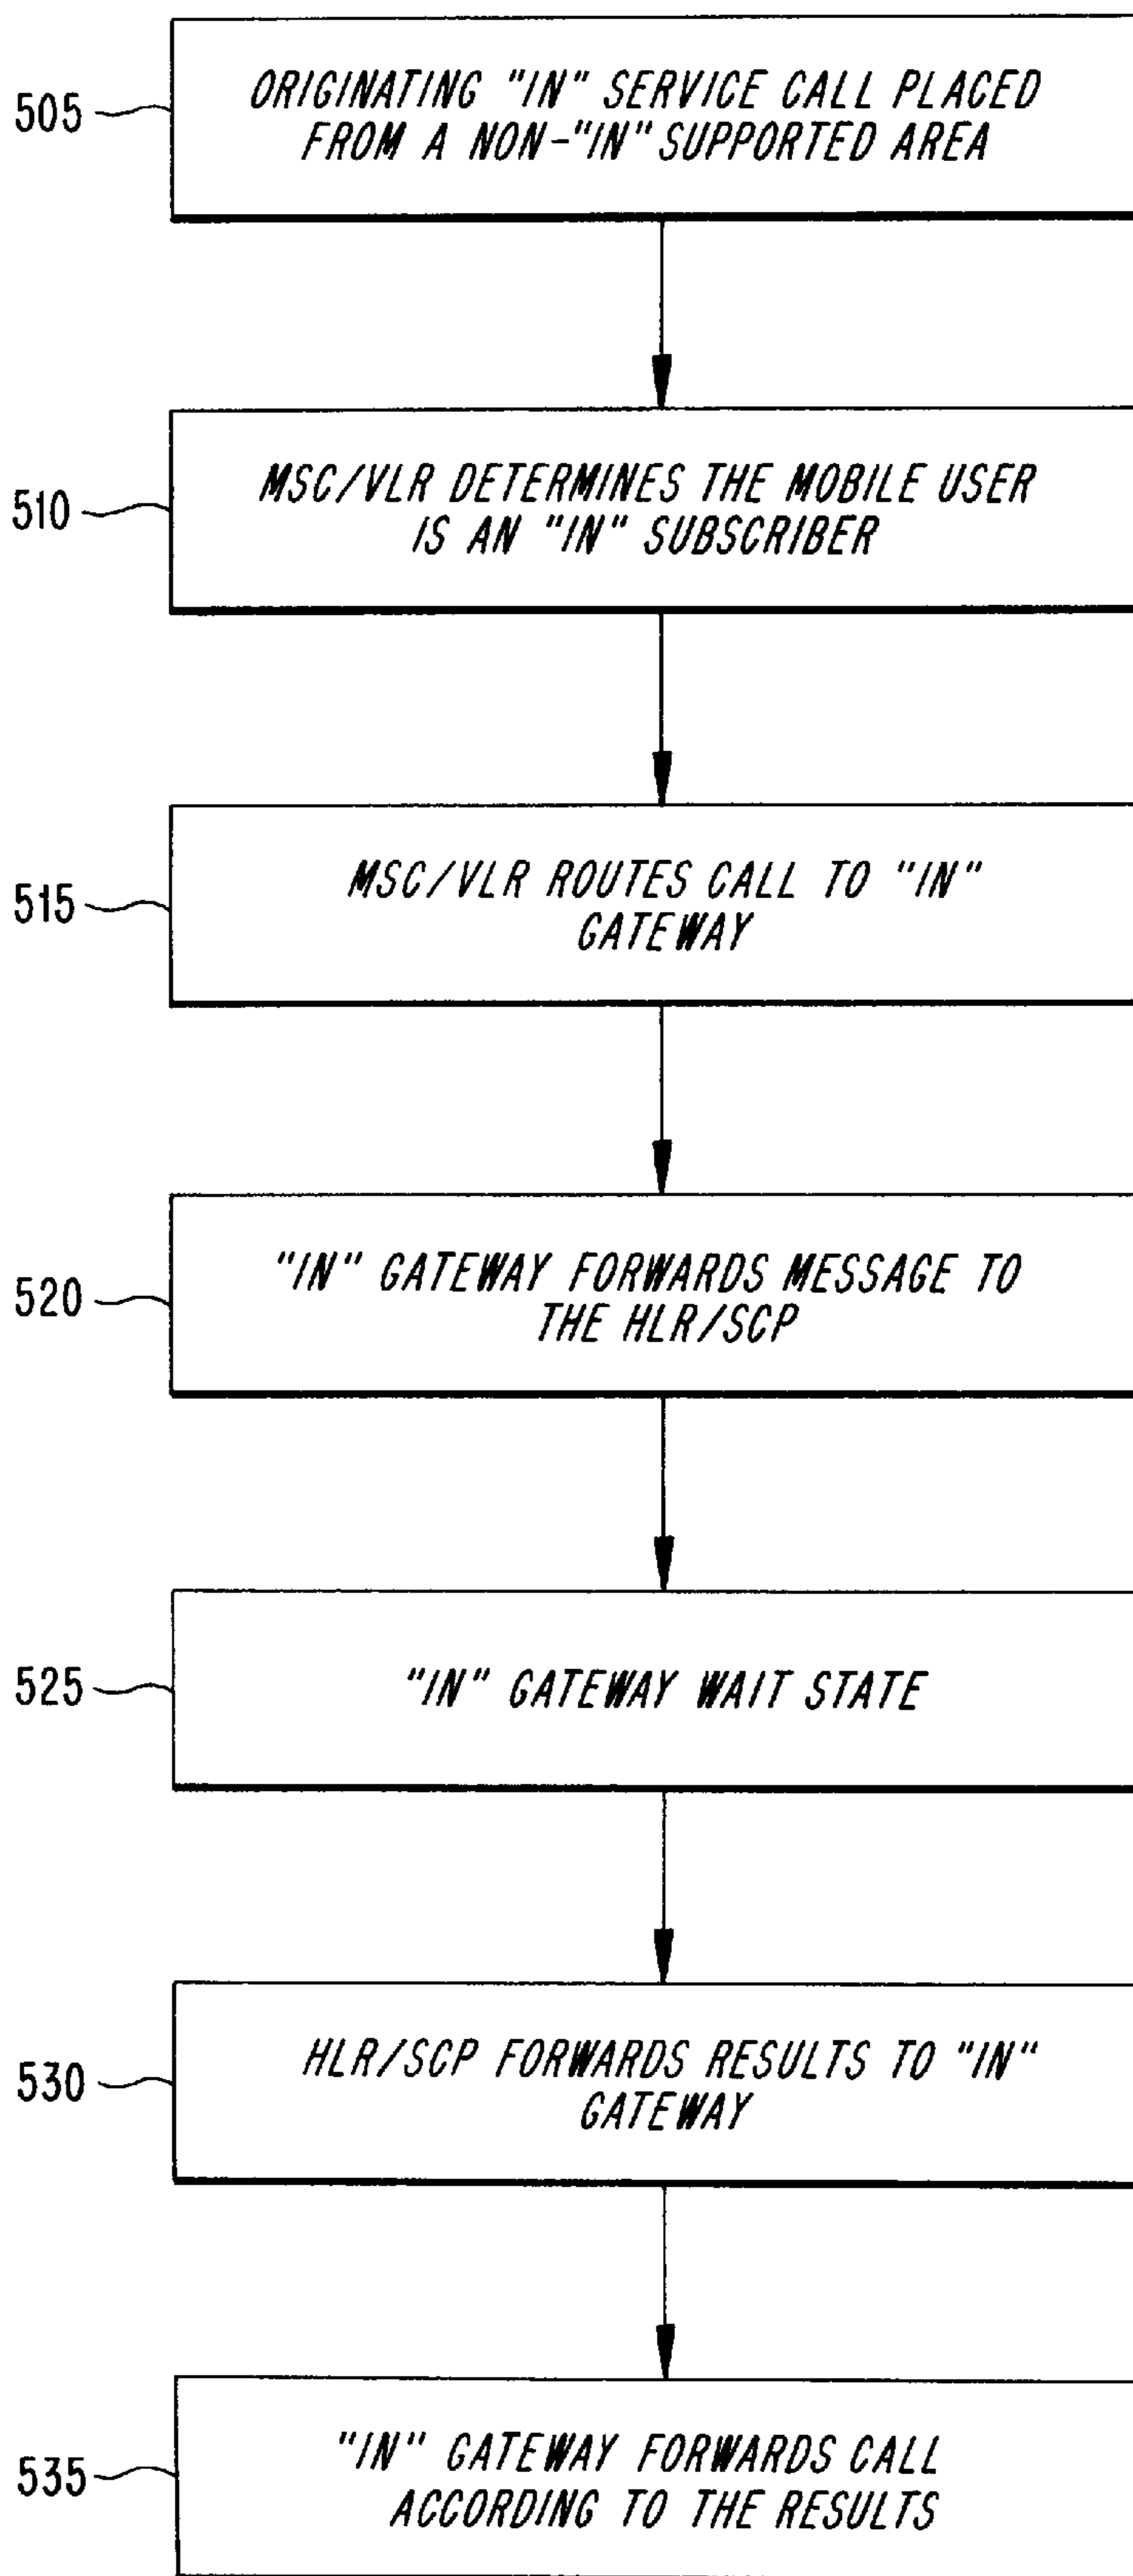 505
ORIGINATING "IN" SERVICE CALL PLACED
FROM A NON-"IN" SUPPORTED AREA
510
MSC/VLR DETERMINES THE MOBILE USER
IS AN "IN" SUBSCRIBER
515
MSC/VLR ROUTES CALL TO "IN"
GATEWAY
520
"IN" GATEWAY FORWARDS MESSAGE TO
THE HLR/SCP
525
"IN" GATEWAY WAIT STATE
530
HLR/SCP FORWARDS RESULTS TO "IN"
GATEWAY
535
"IN" GATEWAY FORWARDS CALL
ACCORDING TO THE RESULTS